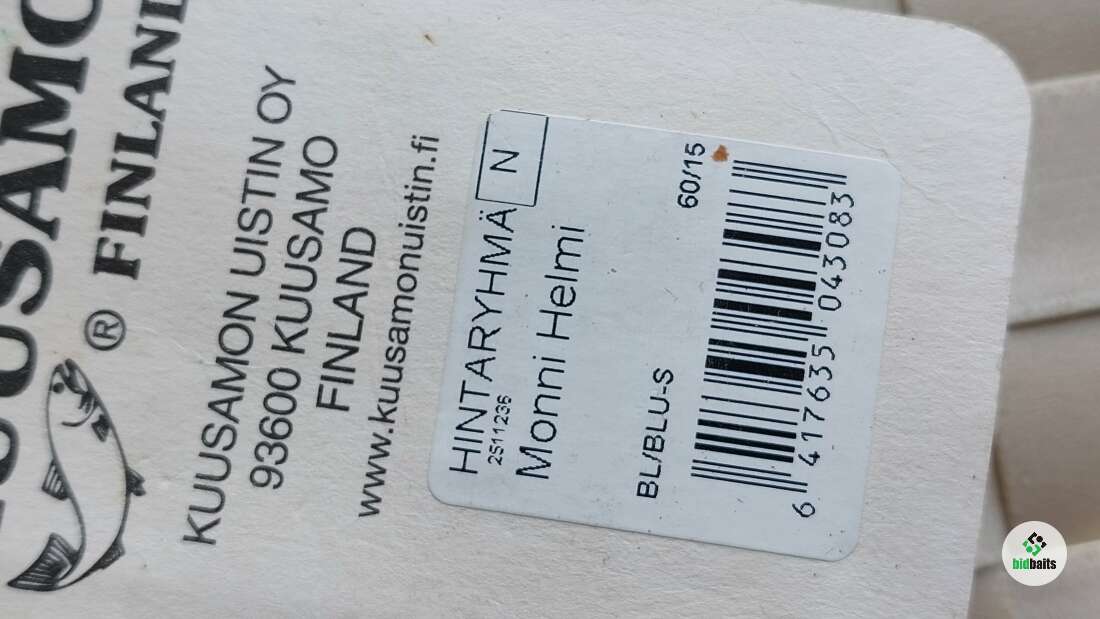 ® FINLAND
KUUSAMON UISTIN OY
93600 KUUSAMO
FINLAND
www.kuusamonuistin.fi
HINTARYHMÄ N
2511236
Monni Helmi
BL/BLU-S 60/15
6 417635 043083
bidbaits